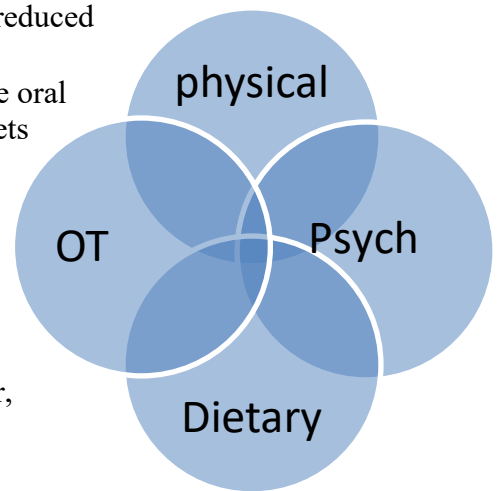 reduced
physical
e oral
ets
OT
Psych
r,
Dietary